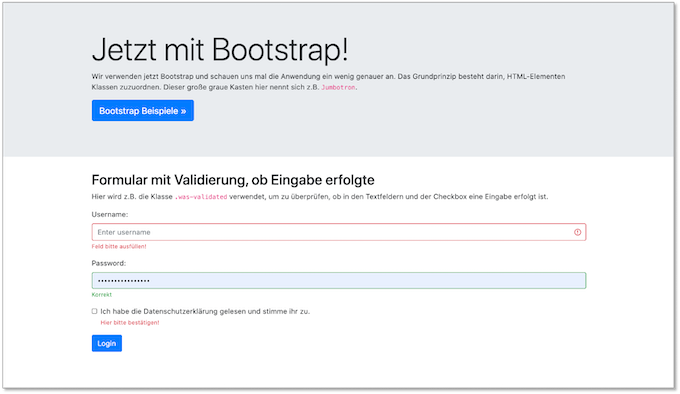 Jetzt mit Bootstrap!
Wir verwenden jetzt Bootstrap und schauen uns mal die Anwendung ein wenig genauer an. Das Grundprinzip besteht darin, HTML-Elementen
Klassen zuzuordnen. Dieser große graue Kasten hier nennt sich z.B. Jumbotron.
Bootstrap Beispiele »
Formular mit Validierung, ob Eingabe erfolgte
Hier wird z.B. die Klasse .was-validated verwendet, um zu überprüfen, ob in den Textfeldern und der Checkbox eine Eingabe erfolgt ist.
Username:
Enter username
Feld bitte ausfüllen!
Password:
••••••••••••••••
Korrekt
Ich habe die Datenschutzerklärung gelesen und stimme ihr zu.
Hier bitte bestätigen!
Login